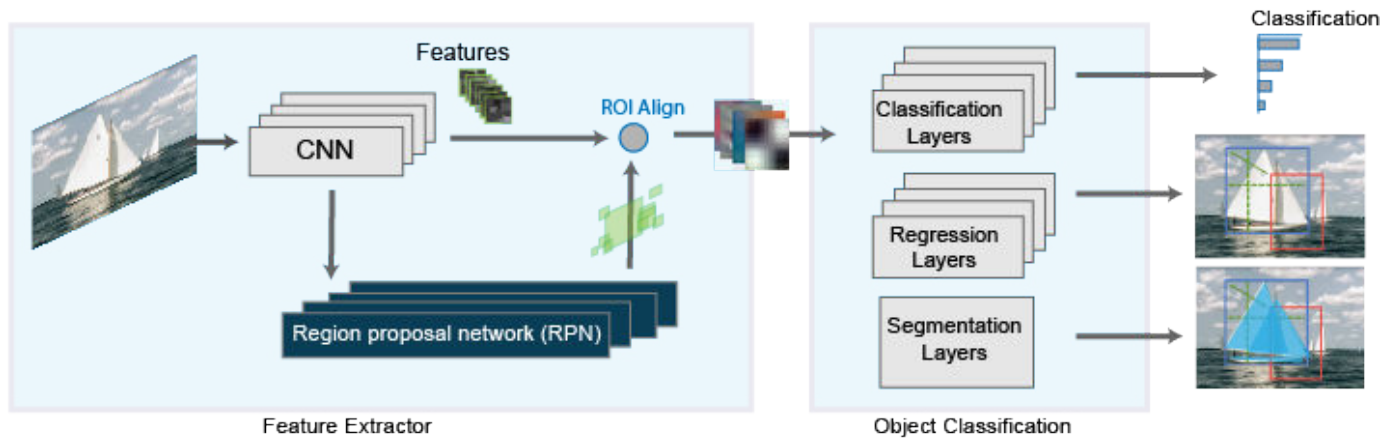 Classification
Features
ROI Align
CNN
Classification
Layers
Regression
Layers
Region proposal network (RPN)
Segmentation
Layers
Feature Extractor
Object Classification